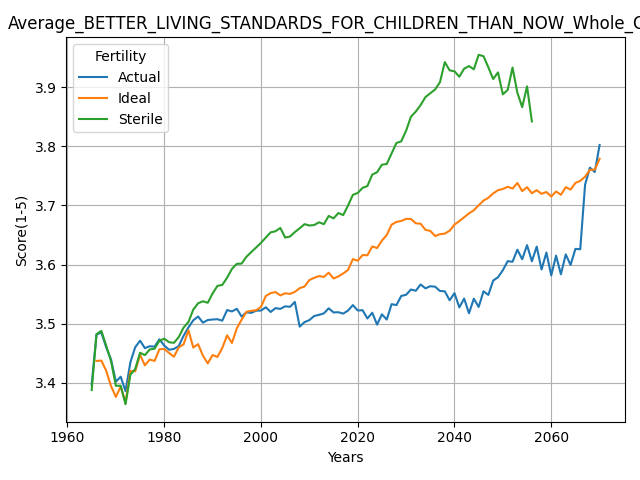 Average_BETTER_LIVING_STANDARDS_FOR_CHILDREN_THAN_NOW_Whole_
Fertility
Actual
Ideal
Sterile
Score(1-5)
3.9
3.8
3.7
3.6
3.5
3.4
1960
1980
2000
2020
2040
2060
Years